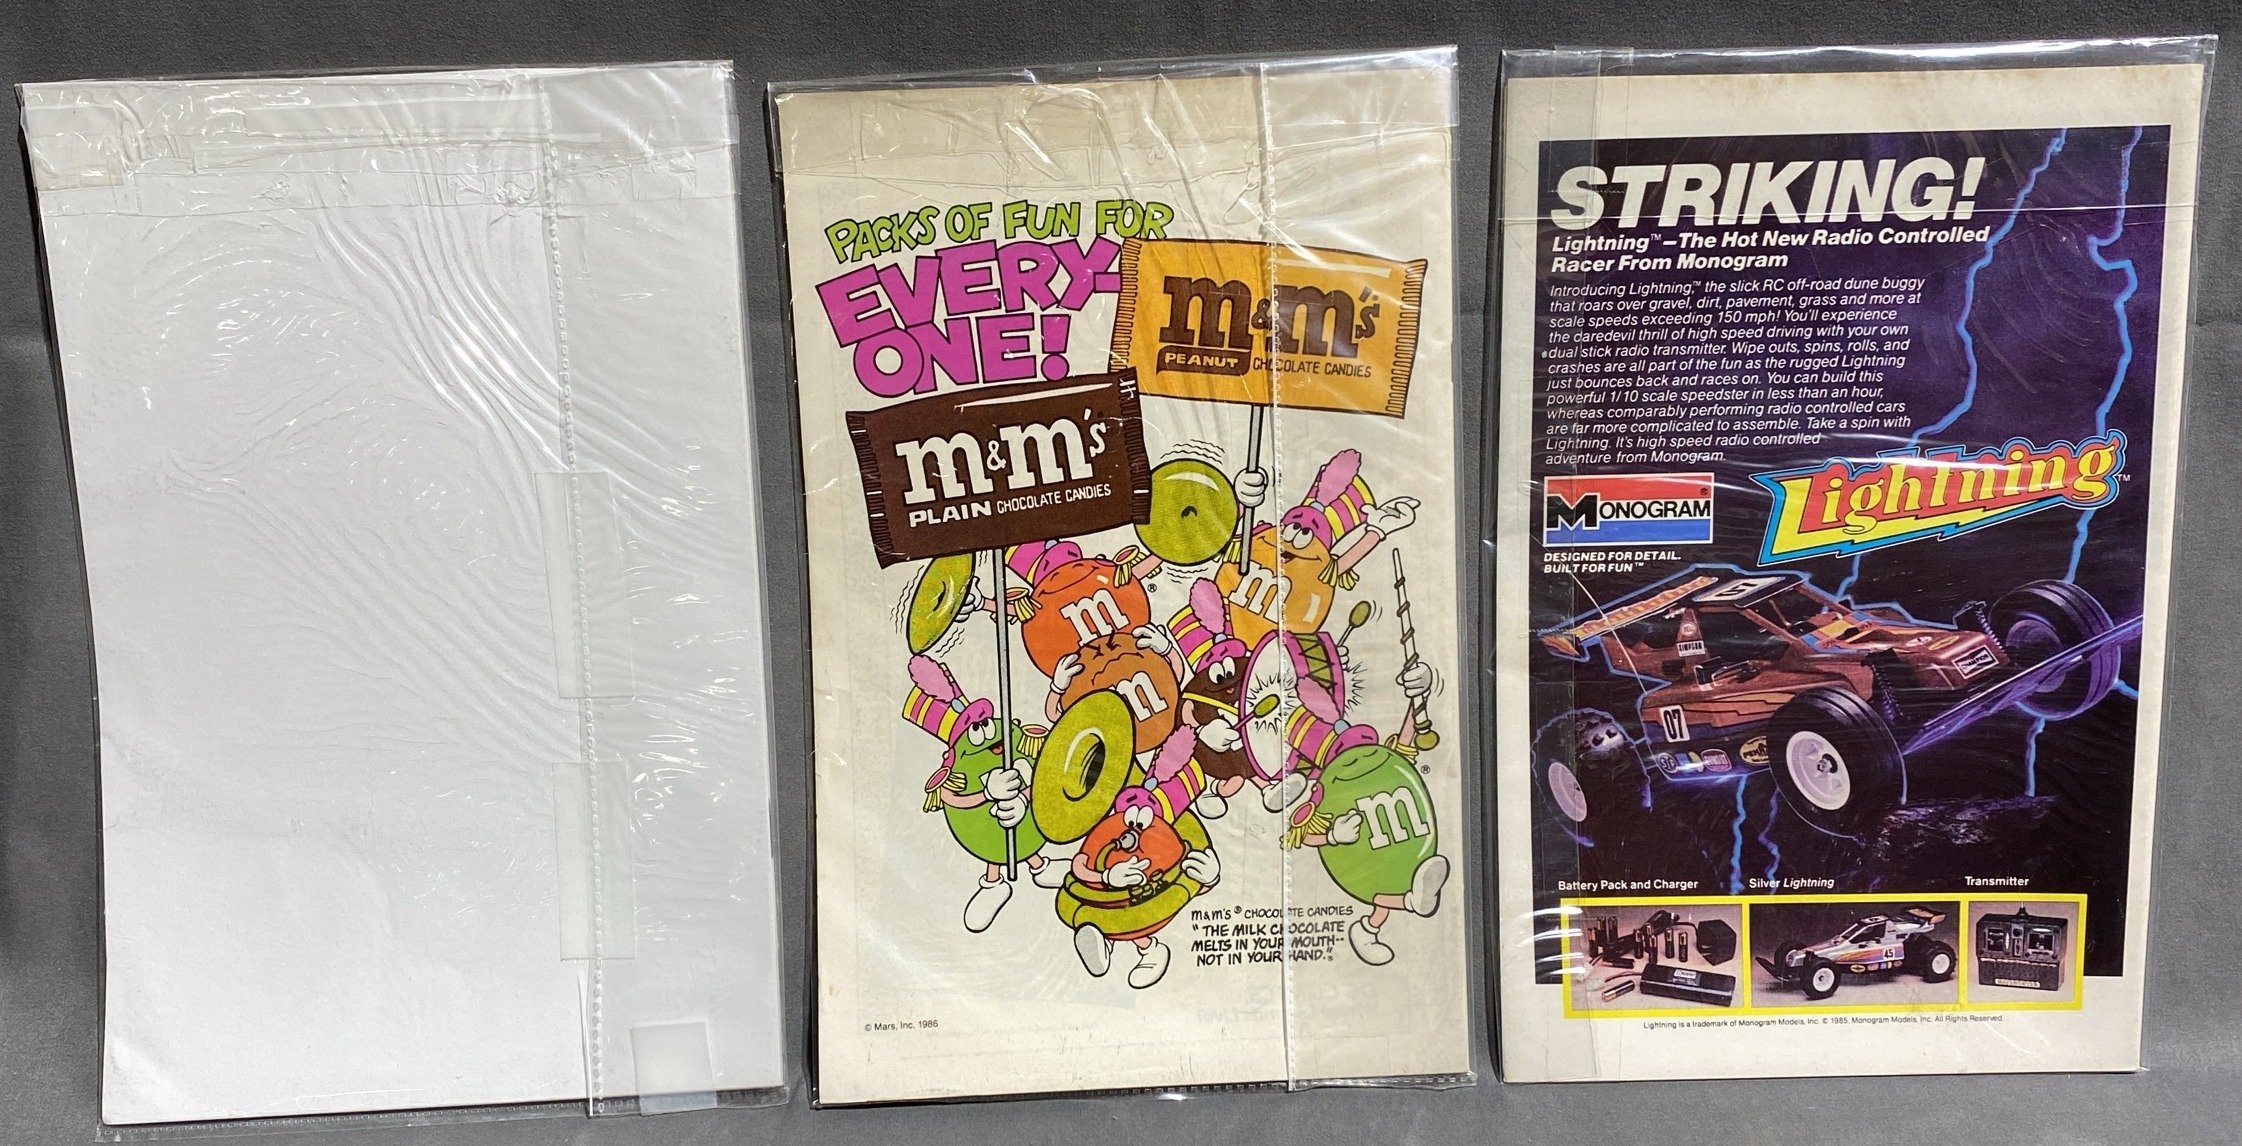 PACKS OF FUN FOR
EVERY-
ONE!
m&m's
PEANUT CHOCOLATE CANDIES
m&m's®
PLAIN CHOCOLATE CANDIES
m
m
m
m
®
®
m&m's® CHOCOLATE CANDIES
"THE MILK CHOCOLATE
MELTS IN YOUR MOUTH--
NOT IN YOUR HAND."®
© Mars, Inc. 1986
STRIKING!
Lightning™—The Hot New Radio Controlled
Racer From Monogram
Introducing Lightning,™ the slick RC off-road dune buggy
that roars over gravel, dirt, pavement, grass and more at
scale speeds exceeding 150 mph! You'll experience
the daredevil thrill of high speed driving with your own
dual stick radio transmitter. Wipe outs, spins, rolls, and
crashes are all part of the fun as the rugged Lightning
just bounces back and races on. You can build this
powerful 1/10 scale speedster in less than an hour,
whereas comparably performing radio controlled cars
are far more complicated to assemble. Take a spin with
Lightning. It's high speed radio controlled
adventure from Monogram.
Lightning™
MONOGRAM®
DESIGNED FOR DETAIL.
BUILT FOR FUN™
SIMPSON
07
STP
Battery Pack and Charger
Silver Lightning
Transmitter
45
Lightning is a trademark of Monogram Models, Inc. © 1985, Monogram Models, Inc. All Rights Reserved.